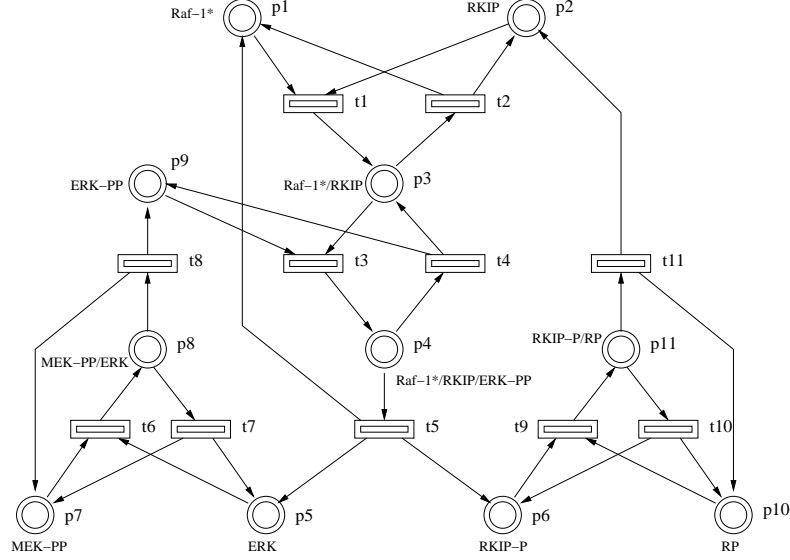 Raf-1*
p1
RKIP
p2
t1
t2
p9
ERK-PP
Raf-1*/RKIP
p3
t8
t3
t4
t11
MEK-PP/ERK
p8
p4
RKIP-P/RP
p11
Raf-1*/RKIP/ERK-PP
t6
t7
t5
t9
t10
p7
p5
p6
p10
MEK-PP
ERK
RKIP-P
RP